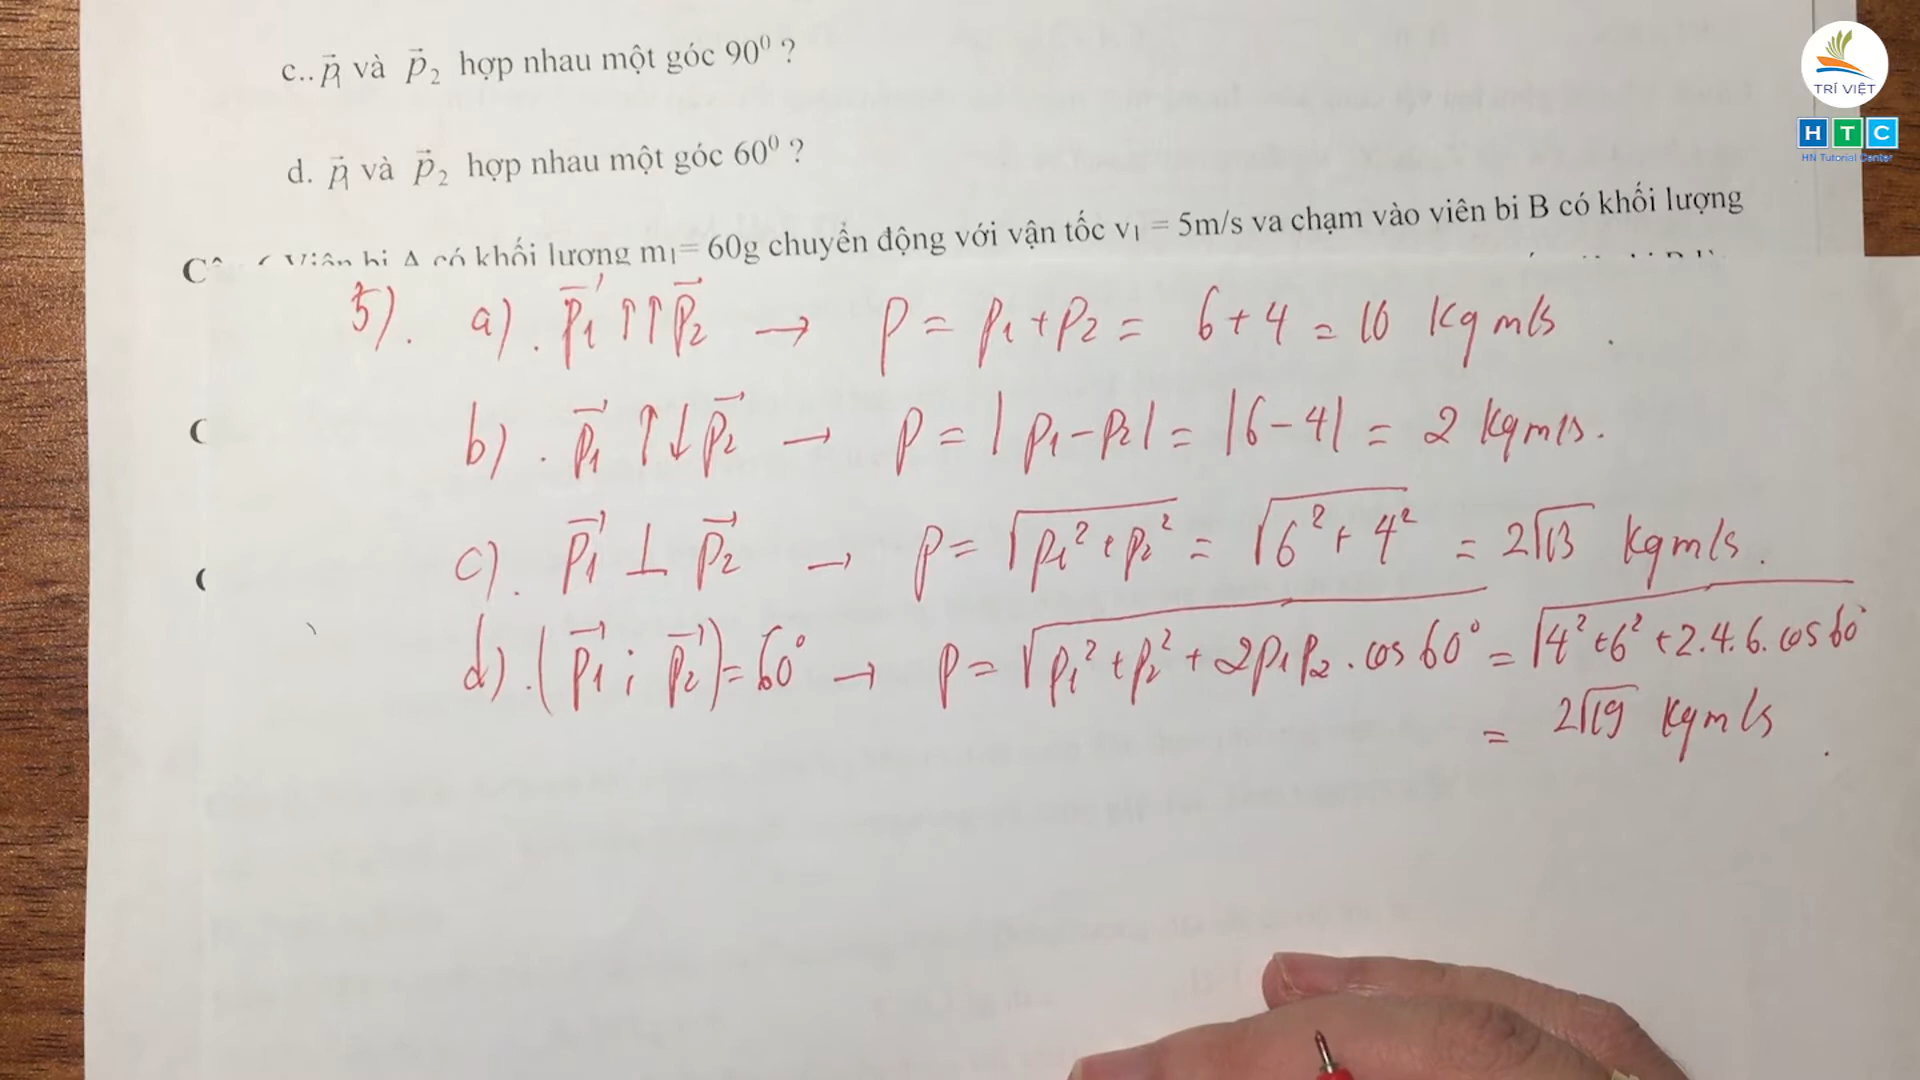 c.. p⃗₁ và p⃗₂ hợp nhau một góc 90⁰ ?
TRÍ VIỆT
HTC
HN Tutorial Center
d. p⃗₁ và p⃗₂ hợp nhau một góc 60⁰ ?
Viên bi A có khối lượng m₁= 60g chuyển động với vận tốc v₁ = 5m/s va chạm vào viên bi B có khối lượng
5). a). p⃗₁ ↑↑ p⃗₂ → p = p₁ + p₂ = 6 + 4 = 10 kgm/s .
b) . p⃗₁ ↑↓ p⃗₂ → p = | p₁ - p₂ | = |6 - 4| = 2 kgm/s.
c). p⃗₁ ⊥ p⃗₂ → p = √(p₁² + p₂²) = √(6² + 4²) = 2√13 kgm/s .
d). (p⃗₁ ; p⃗₂) = 60° → p = √(p₁² + p₂² + 2p₁p₂ . cos 60°) = √(4² + 6² + 2.4.6. cos 60°)
= 2√19 kgm/s .